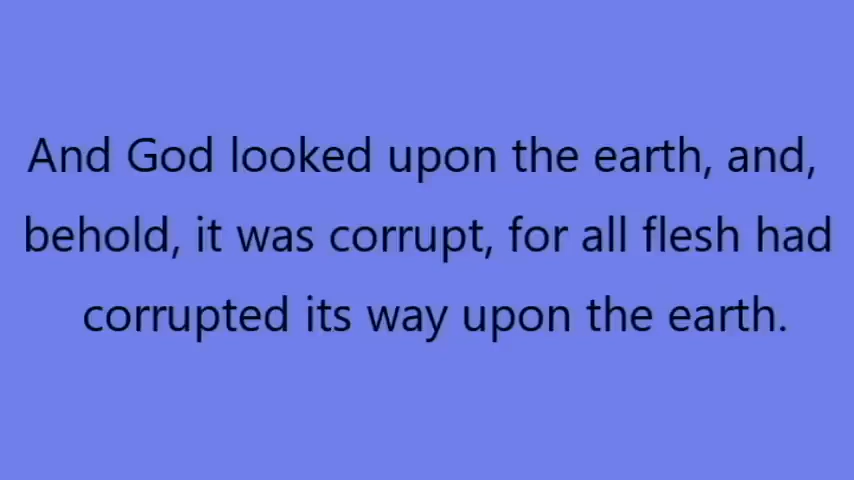 And God looked upon the earth, and,
behold, it was corrupt, for all flesh had
corrupted its way upon the earth.